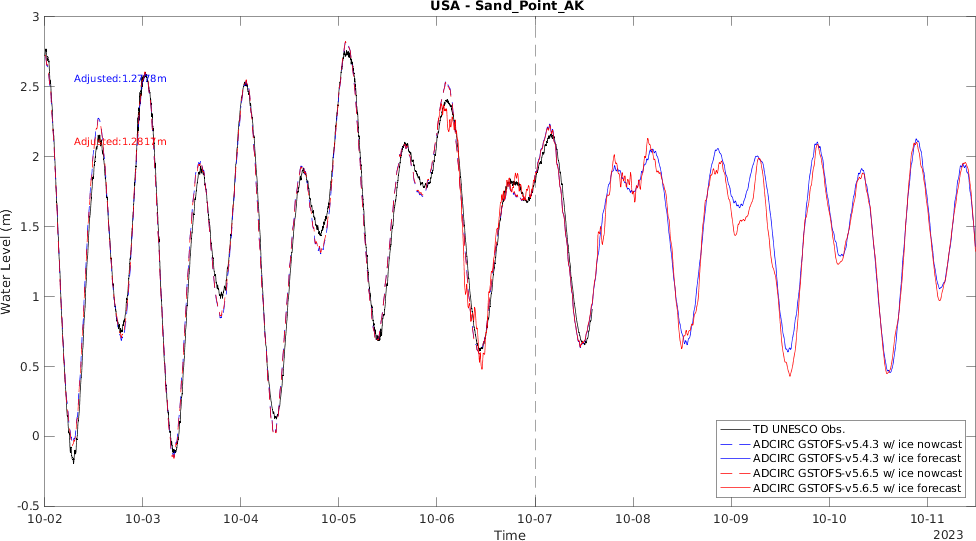 USA - Sand_Point_AK
3
2.5
2
1.5
1
0.5
0
-0.5
Water Level (m)
Adjusted:1.2778m
Adjusted:1.2817m
TD UNESCO Obs.
ADCIRC GSTOFS-v5.4.3 w/ ice nowcast
ADCIRC GSTOFS-v5.4.3 w/ ice forecast
ADCIRC GSTOFS-v5.6.5 w/ ice nowcast
ADCIRC GSTOFS-v5.6.5 w/ ice forecast
10-02 10-03 10-04 10-05 10-06 10-07 10-08 10-09 10-10 10-11
Time
2023